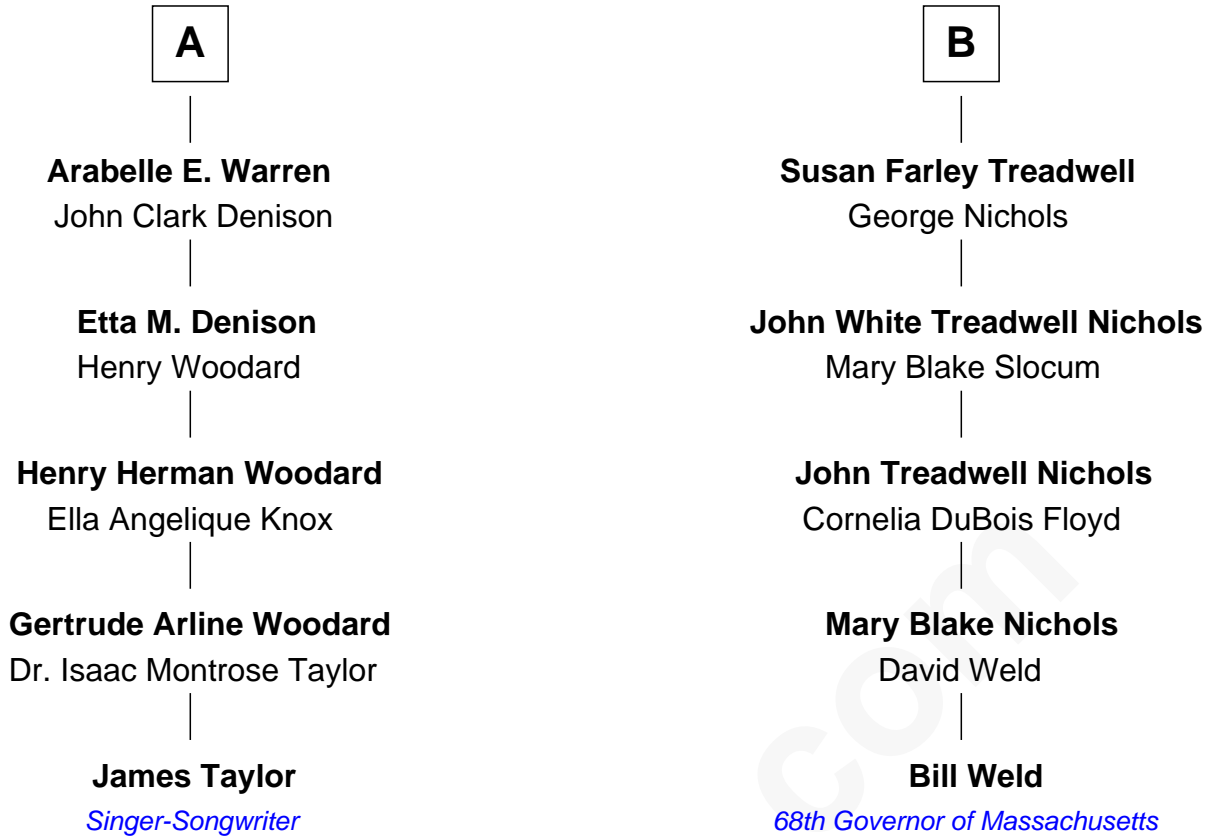 A
Arabelle E. Warren
John Clark Denison
Etta M. Denison
Henry Woodard
Henry Herman Woodard
Ella Angelique Knox
Gertrude Arline Woodard
Dr. Isaac Montrose Taylor
James Taylor
Singer-Songwriter
B
Susan Farley Treadwell
George Nichols
John White Treadwell Nichols
Mary Blake Slocum
John Treadwell Nichols
Cornelia DuBois Floyd
Mary Blake Nichols
David Weld
Bill Weld
68th Governor of Massachusetts
com